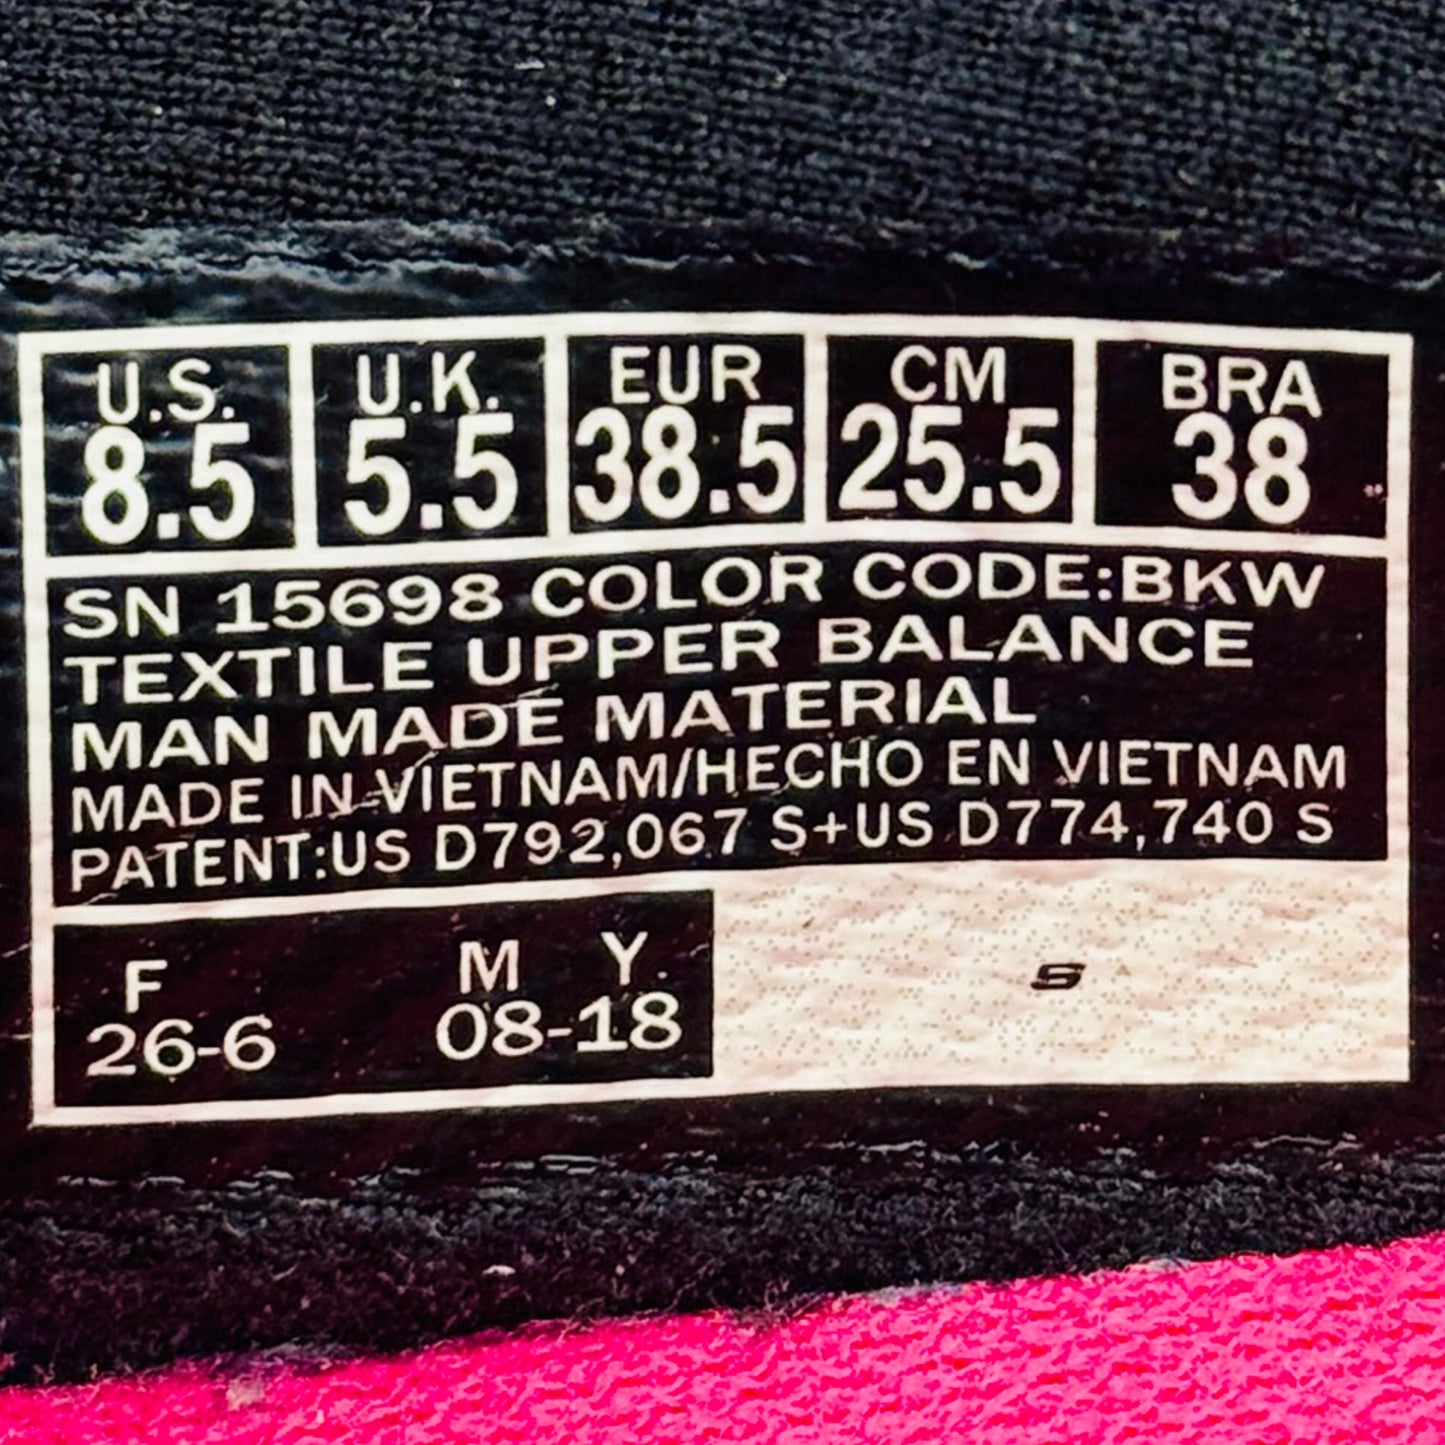 U.S. U.K. EUR CM BRA
8.5 5.5 38.5 25.5 38
SN 15698 COLOR CODE:BKW
TEXTILE UPPER BALANCE
MAN MADE MATERIAL
MADE IN VIETNAM/HECHO EN VIETNAM
PATENT:US D792,067 S+US D774,740 S
F M Y
26-6 08-18
S